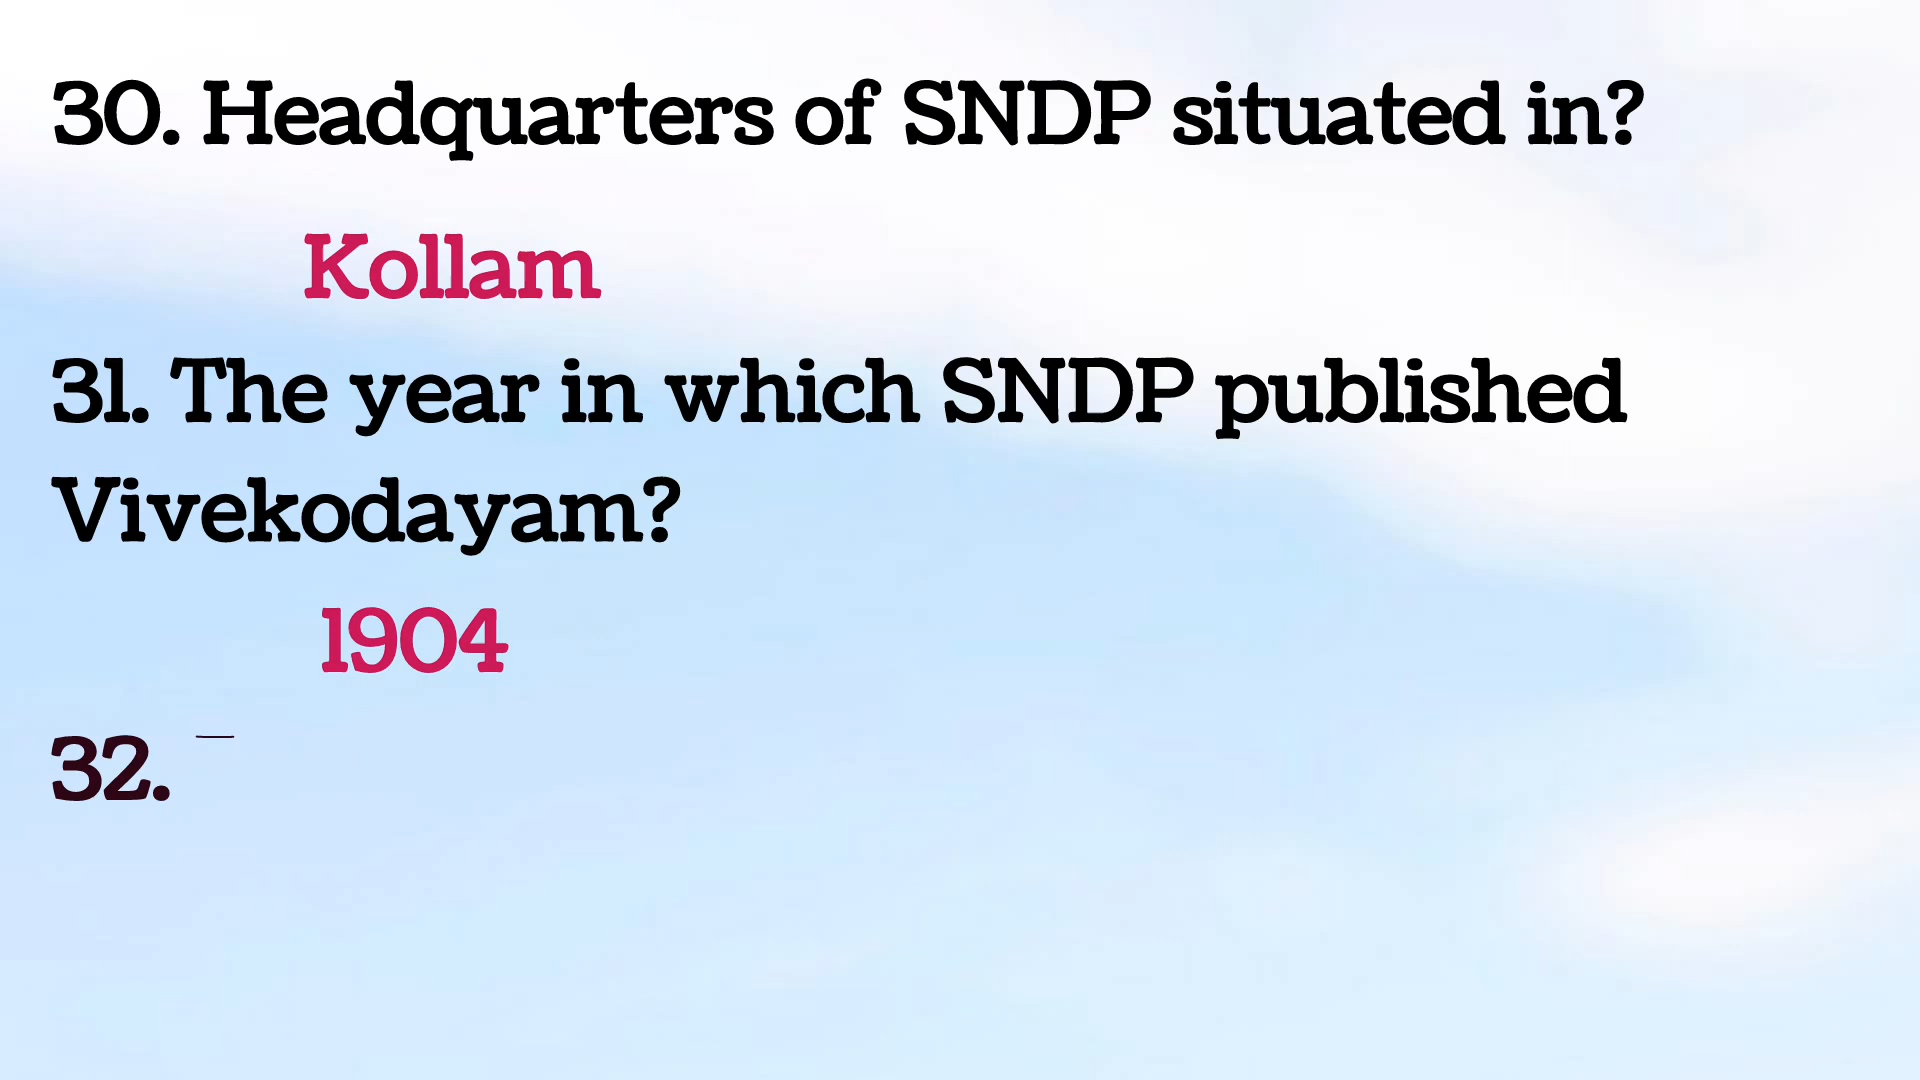 30. Headquarters of SNDP situated in?
Kollam
31. The year in which SNDP published
Vivekodayam?
1904
32.